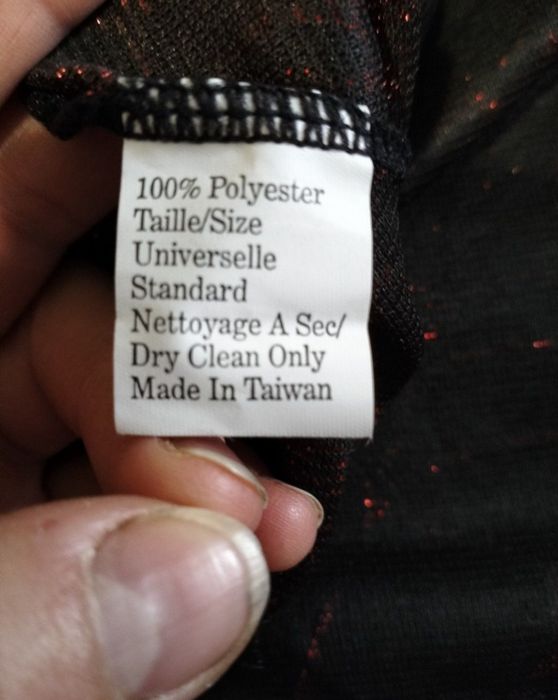 100% Polyester
Taille/Size
Universelle
Standard
Nettoyage A Sec/
Dry Clean Only
Made In Taiwan